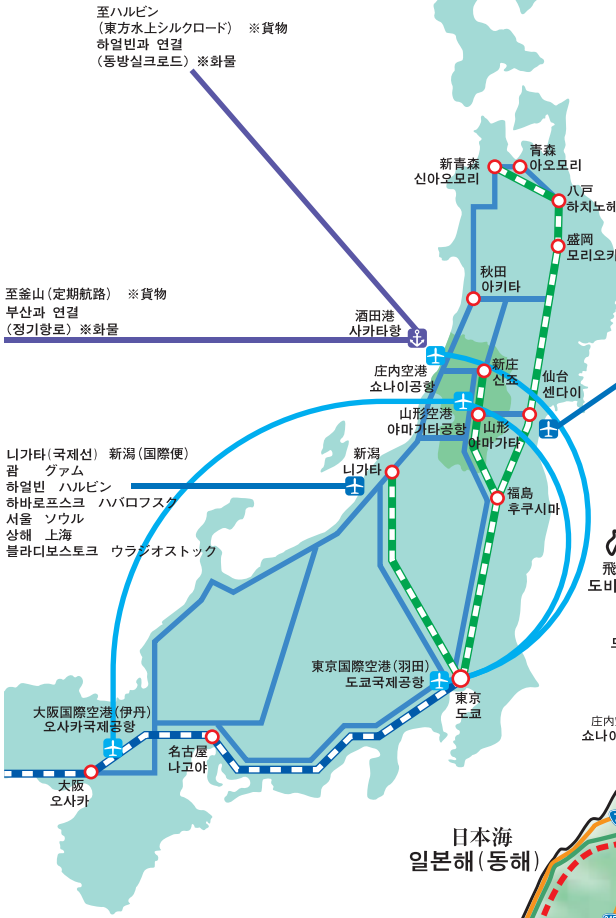 至ハルビン
(東方水上シルクロード) ※貨物
하얼빈과 연결
(동방실크로드) ※화물
新青森
신아오모리
青森
아오모리
八戸
하치노헤
盛岡
모리오카
秋田
아키타
至釜山(定期航路) ※貨物
부산과 연결
(정기항로) ※화물
酒田港
사카타항
庄内空港
쇼나이공항
新庄
신죠
仙台
센다이
山形空港
야마가타공항
山形
야마가타
니가타(국제선) 新潟(国際便)
괌 グァム
하얼빈 ハルビン
하바로프스크 ハバロフスク
서울 ソウル
상해 上海
블라디보스토크 ウラジオストック
新潟
니가타
福島
후쿠시마
飛
도비
東京国際空港(羽田)
도쿄국제공항
東京
도쿄
大阪国際空港(伊丹)
오사카국제공항
名古屋
나고야
大阪
오사카
庄内空
쇼나이
日本海
일본해(동해)